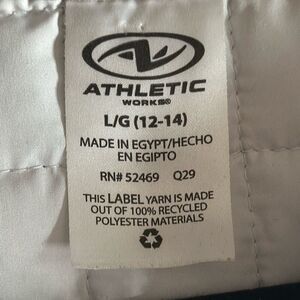 ATHLETIC
WORKS®
L/G (12-14)
MADE IN EGYPT/HECHO
EN EGIPTO
RN# 52469 Q29
THIS LABEL YARN IS MADE
OUT OF 100% RECYCLED
POLYESTER MATERIALS